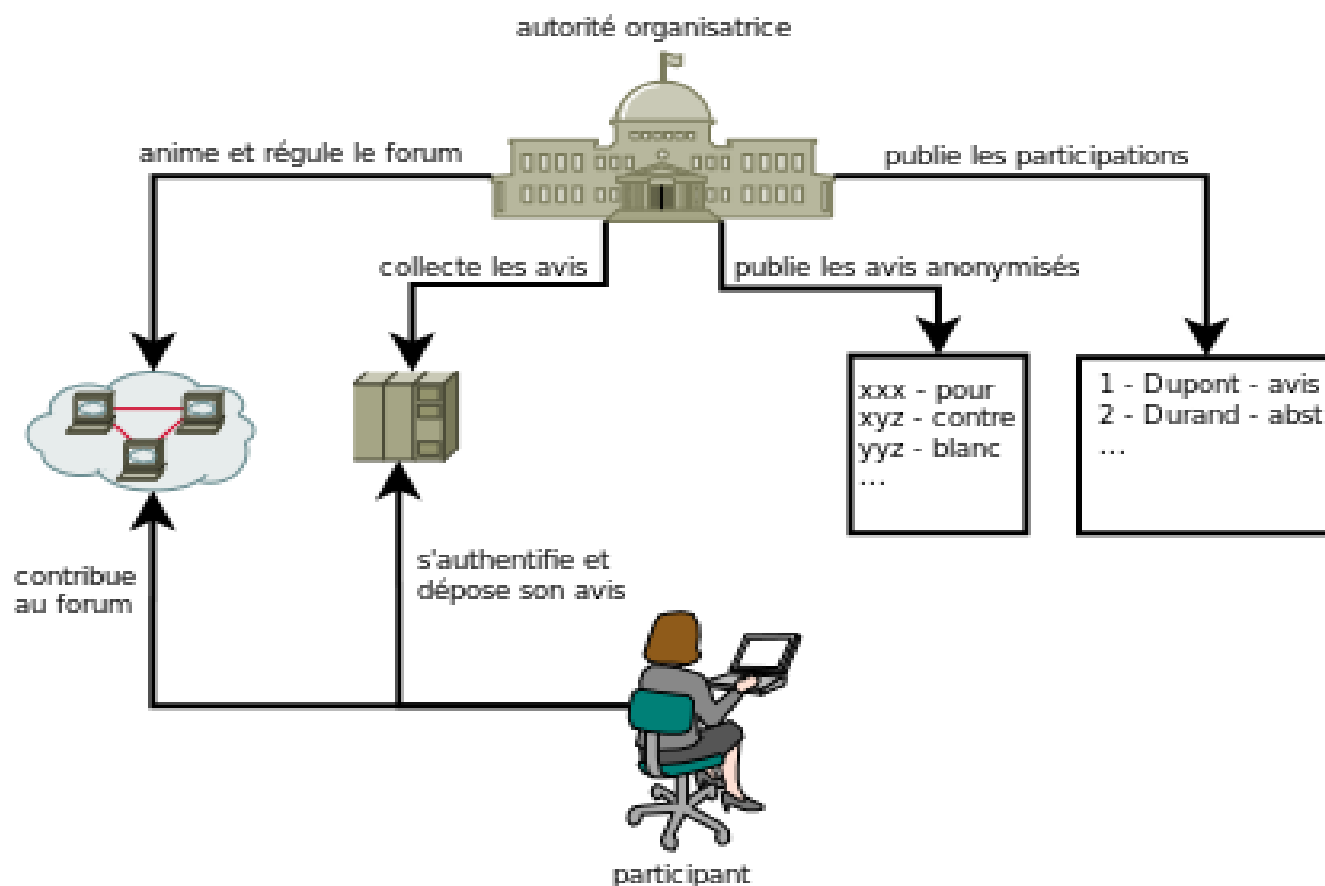 autorité organisatrice
anime et régule le forum
publie les participations
collecte les avis
publie les avis anonymisés
xxx - pour
xyz - contre
yyz - blanc
...
1 - Dupont - avis
2 - Durand - abst
...
s'authentifie et
dépose son avis
contribue
au forum
participant